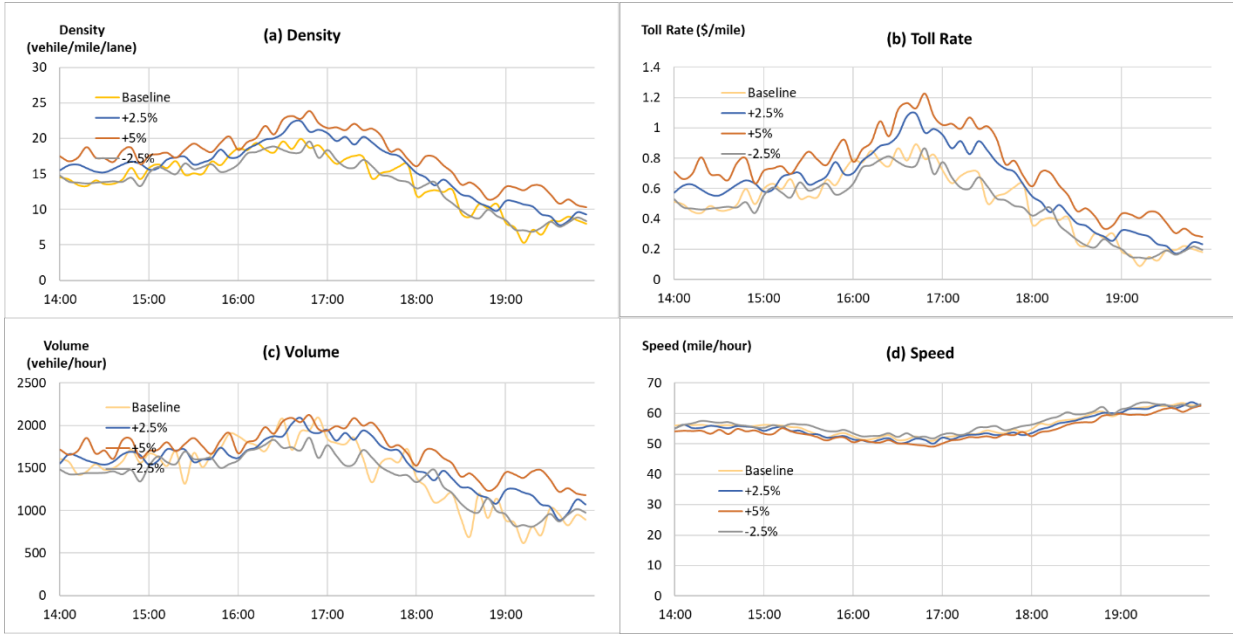 Density
(vehile/mile/lane)
(a) Density
30
25
20
15
10
5
0
Baseline
+2.5%
+5%
-2.5%
14:00 15:00 16:00 17:00 18:00 19:00
Toll Rate ($/mile)
(b) Toll Rate
1.4
1.2
1
0.8
0.6
0.4
0.2
0
Baseline
+2.5%
+5%
-2.5%
14:00 15:00 16:00 17:00 18:00 19:00
Volume
(vehile/hour)
(c) Volume
2500
2000
1500
1000
500
0
Baseline
+2.5%
+5%
-2.5%
14:00 15:00 16:00 17:00 18:00 19:00
Speed (mile/hour)
(d) Speed
70
60
50
40
30
20
10
0
Baseline
+2.5%
+5%
-2.5%
14:00 15:00 16:00 17:00 18:00 19:00